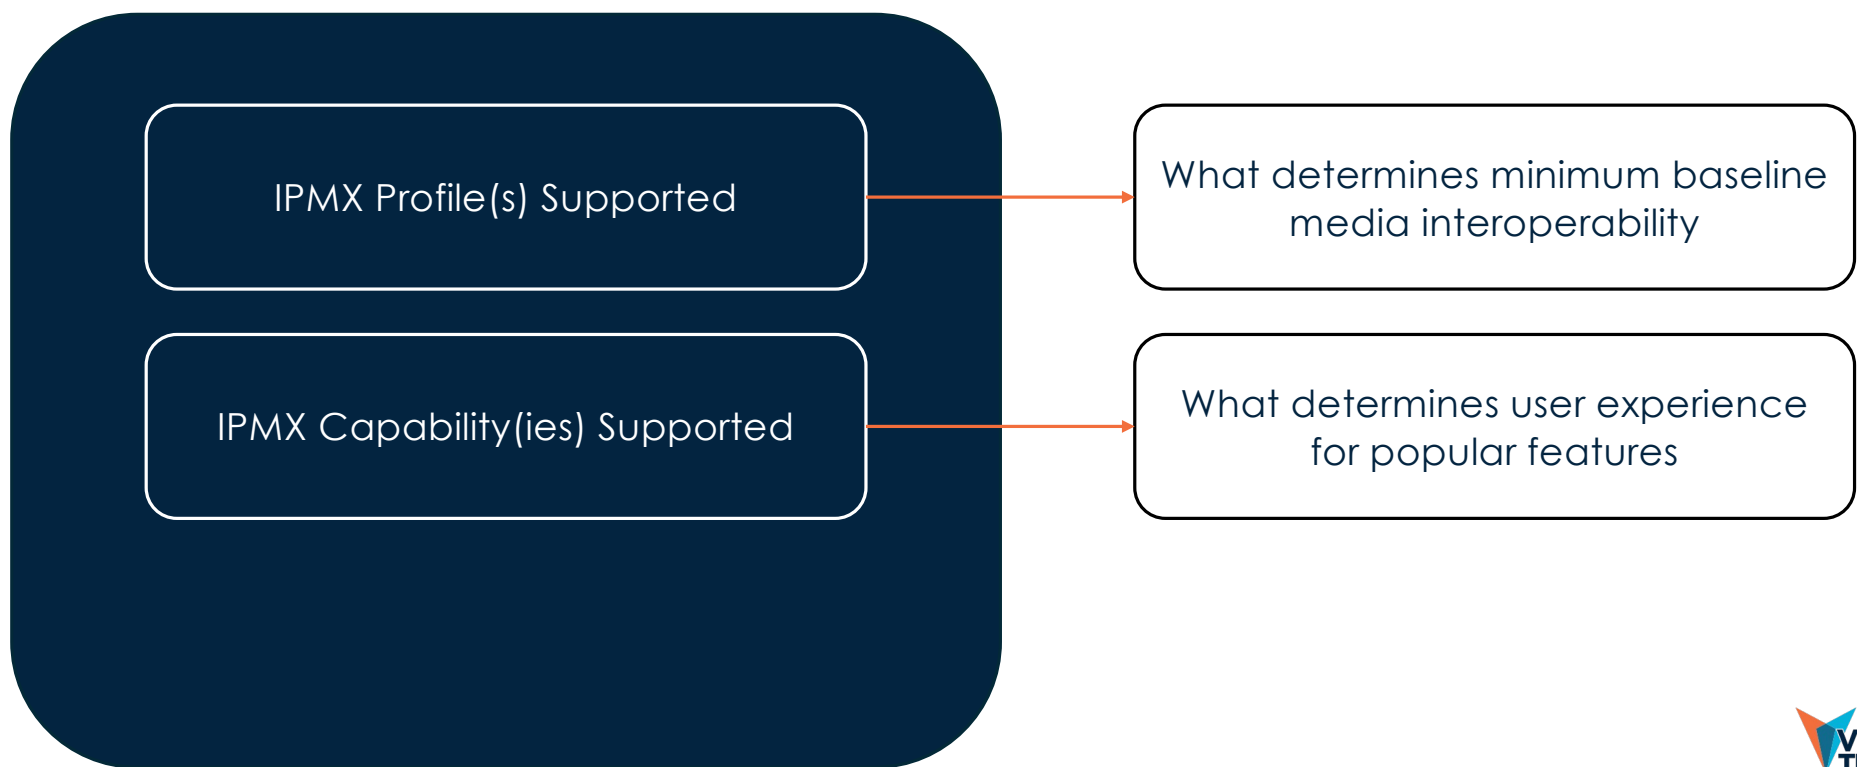 IPMX Profile(s) Supported
What determines minimum baseline
media interoperability
IPMX Capability(ies) Supported
What determines user experience
for popular features